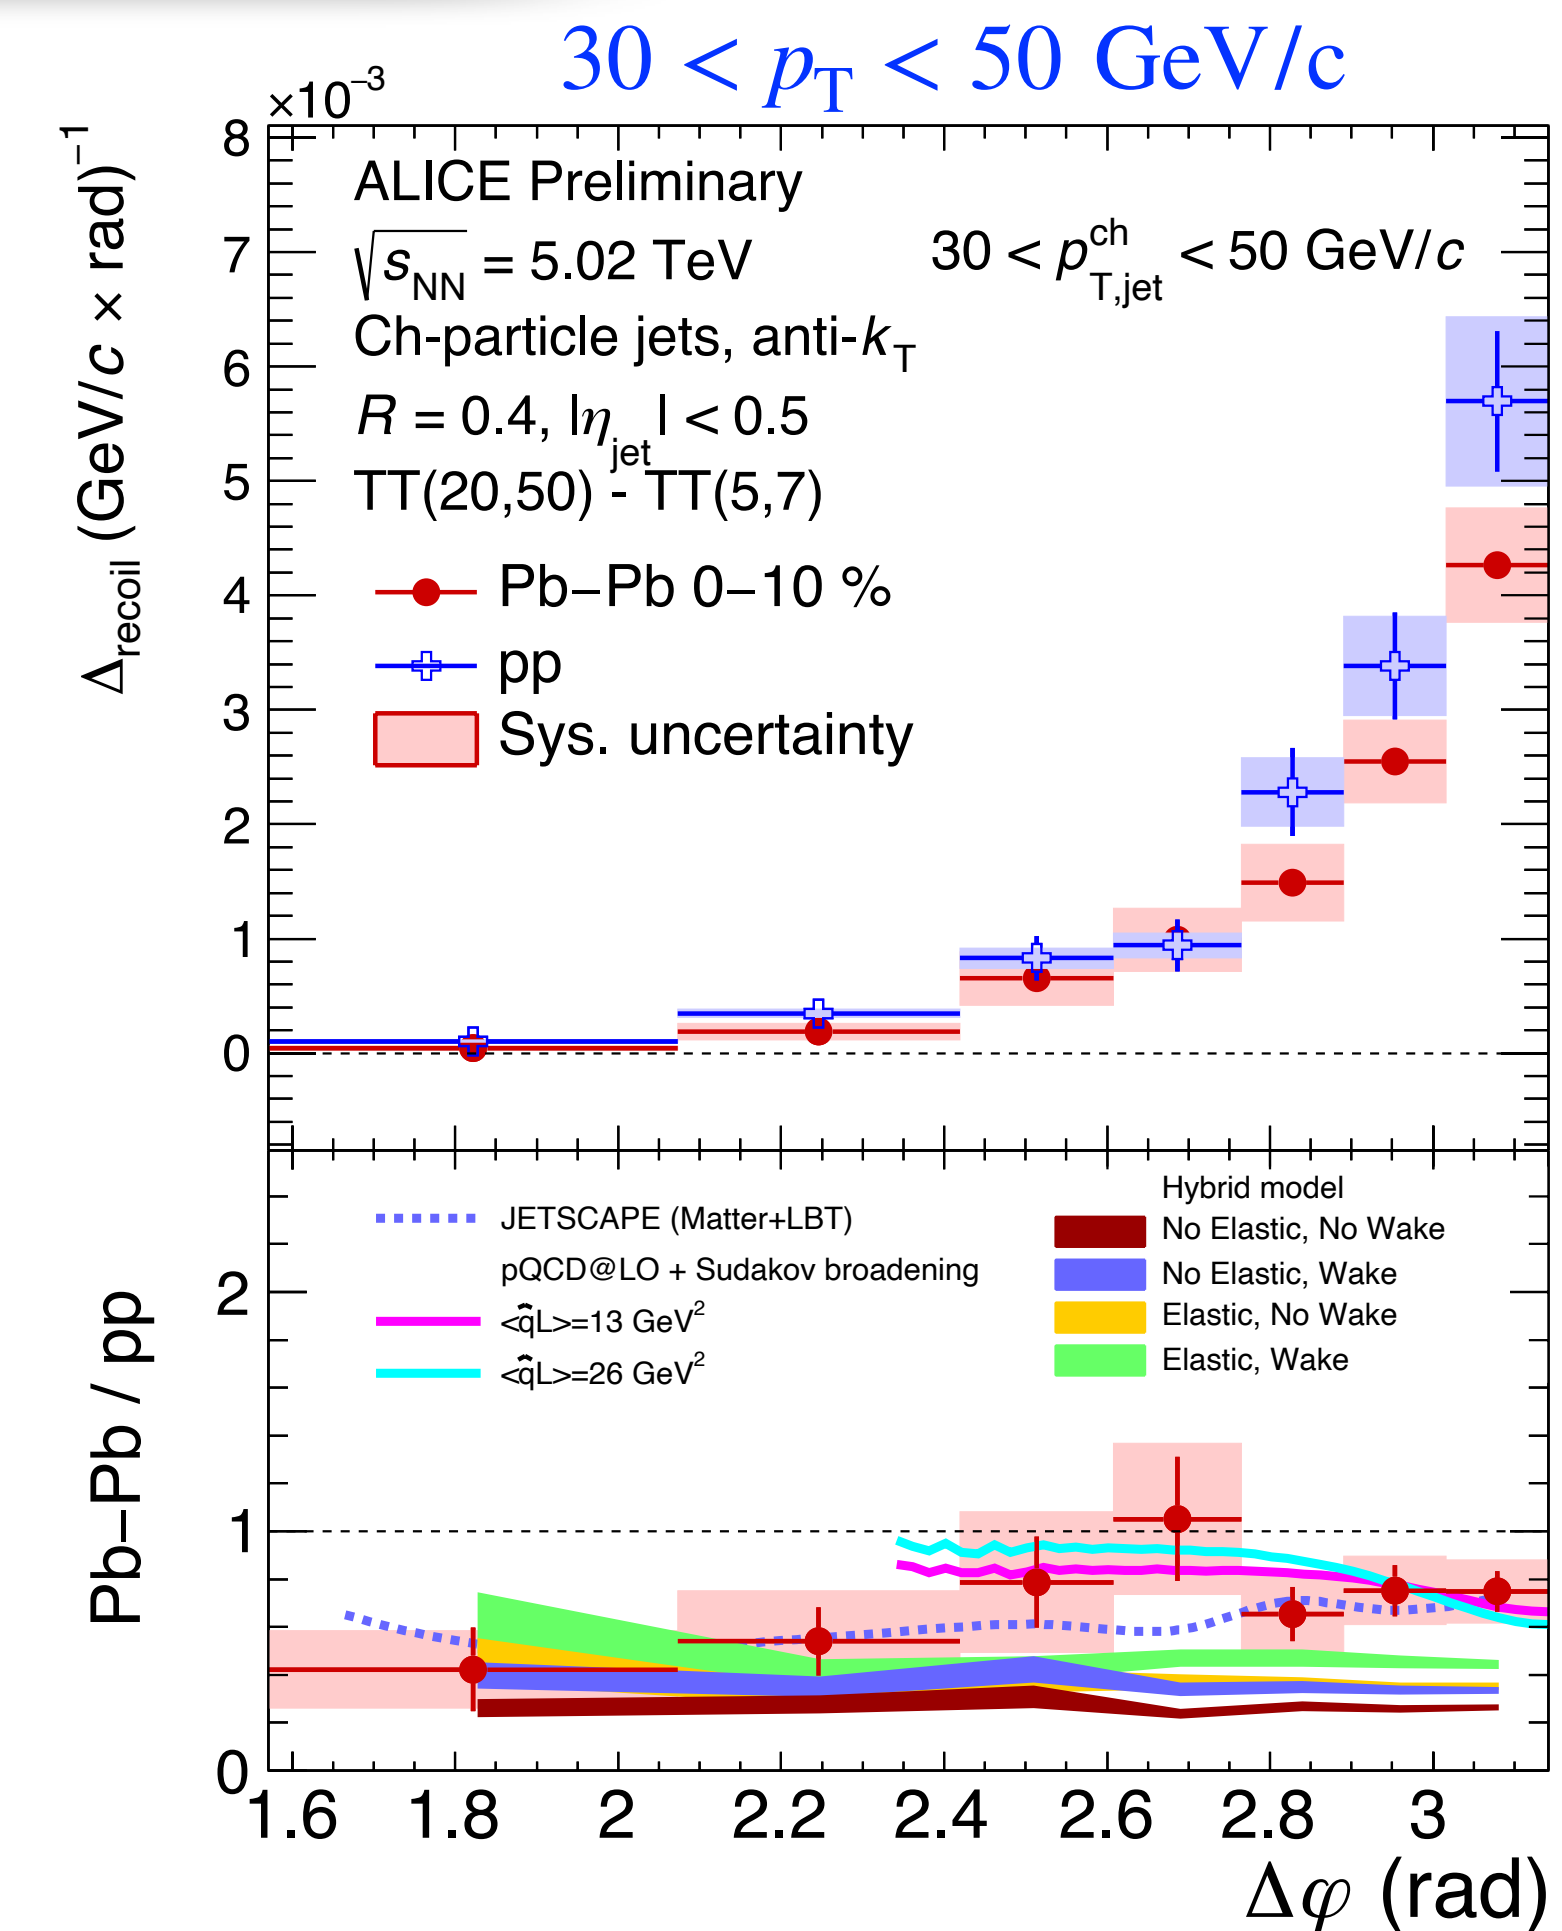 30 < pT < 50 GeV/c
×10⁻³
Δrecoil (GeV/c × rad)⁻¹
8
7
6
5
4
3
2
1
0
ALICE Preliminary
√sNN = 5.02 TeV
30 < p^ch_T,jet < 50 GeV/c
Ch-particle jets, anti-kT
R = 0.4, |ηjet| < 0.5
TT(20,50) - TT(5,7)
Pb–Pb 0–10 %
pp
Sys. uncertainty
Pb–Pb / pp
2
1
0
JETSCAPE (Matter+LBT)
pQCD@LO + Sudakov broadening
<q̂L>=13 GeV²
<q̂L>=26 GeV²
Hybrid model
No Elastic, No Wake
No Elastic, Wake
Elastic, No Wake
Elastic, Wake
1.6 1.8 2 2.2 2.4 2.6 2.8 3
Δφ (rad)